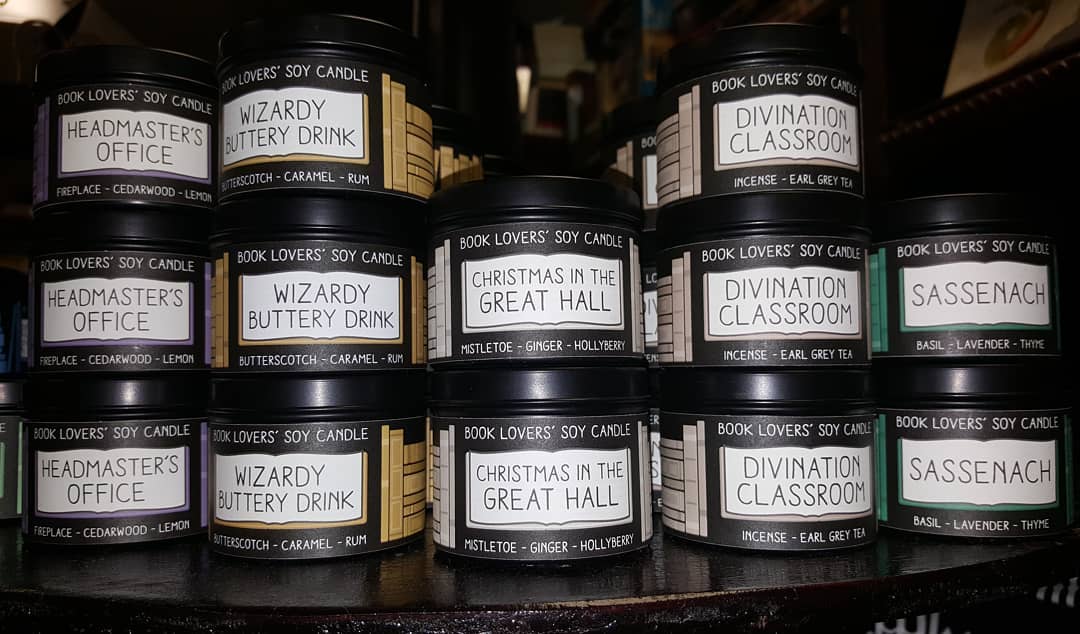 BOOK LOVERS' SOY CANDLE
HEADMASTER'S
OFFICE
FIREPLACE - CEDARWOOD - LEMON
BOOK LOVERS' SOY CANDLE
WIZARDY
BUTTERY DRINK
BUTTERSCOTCH - CARAMEL - RUM
BOOK LOVERS' SOY CANDLE
DIVINATION
CLASSROOM
INCENSE - EARL GREY TEA
BOOK LOVERS' SOY CANDLE
HEADMASTER'S
OFFICE
FIREPLACE - CEDARWOOD - LEMON
BOOK LOVERS' SOY CANDLE
WIZARDY
BUTTERY DRINK
BUTTERSCOTCH - CARAMEL - RUM
BOOK LOVERS' SOY CANDLE
CHRISTMAS IN THE
GREAT HALL
MISTLETOE - GINGER - HOLLYBERRY
BOOK LOVERS' SOY CANDLE
DIVINATION
CLASSROOM
INCENSE - EARL GREY TEA
BOOK LOVERS' SOY CANDLE
SASSENACH
BASIL - LAVENDER - THYME
BOOK LOVERS' SOY CANDLE
HEADMASTER'S
OFFICE
FIREPLACE - CEDARWOOD - LEMON
BOOK LOVERS' SOY CANDLE
WIZARDY
BUTTERY DRINK
BUTTERSCOTCH - CARAMEL - RUM
BOOK LOVERS' SOY CANDLE
CHRISTMAS IN THE
GREAT HALL
MISTLETOE - GINGER - HOLLYBERRY
BOOK LOVERS' SOY CANDLE
DIVINATION
CLASSROOM
INCENSE - EARL GREY TEA
BOOK LOVERS' SOY CANDLE
SASSENACH
BASIL - LAVENDER - THYME